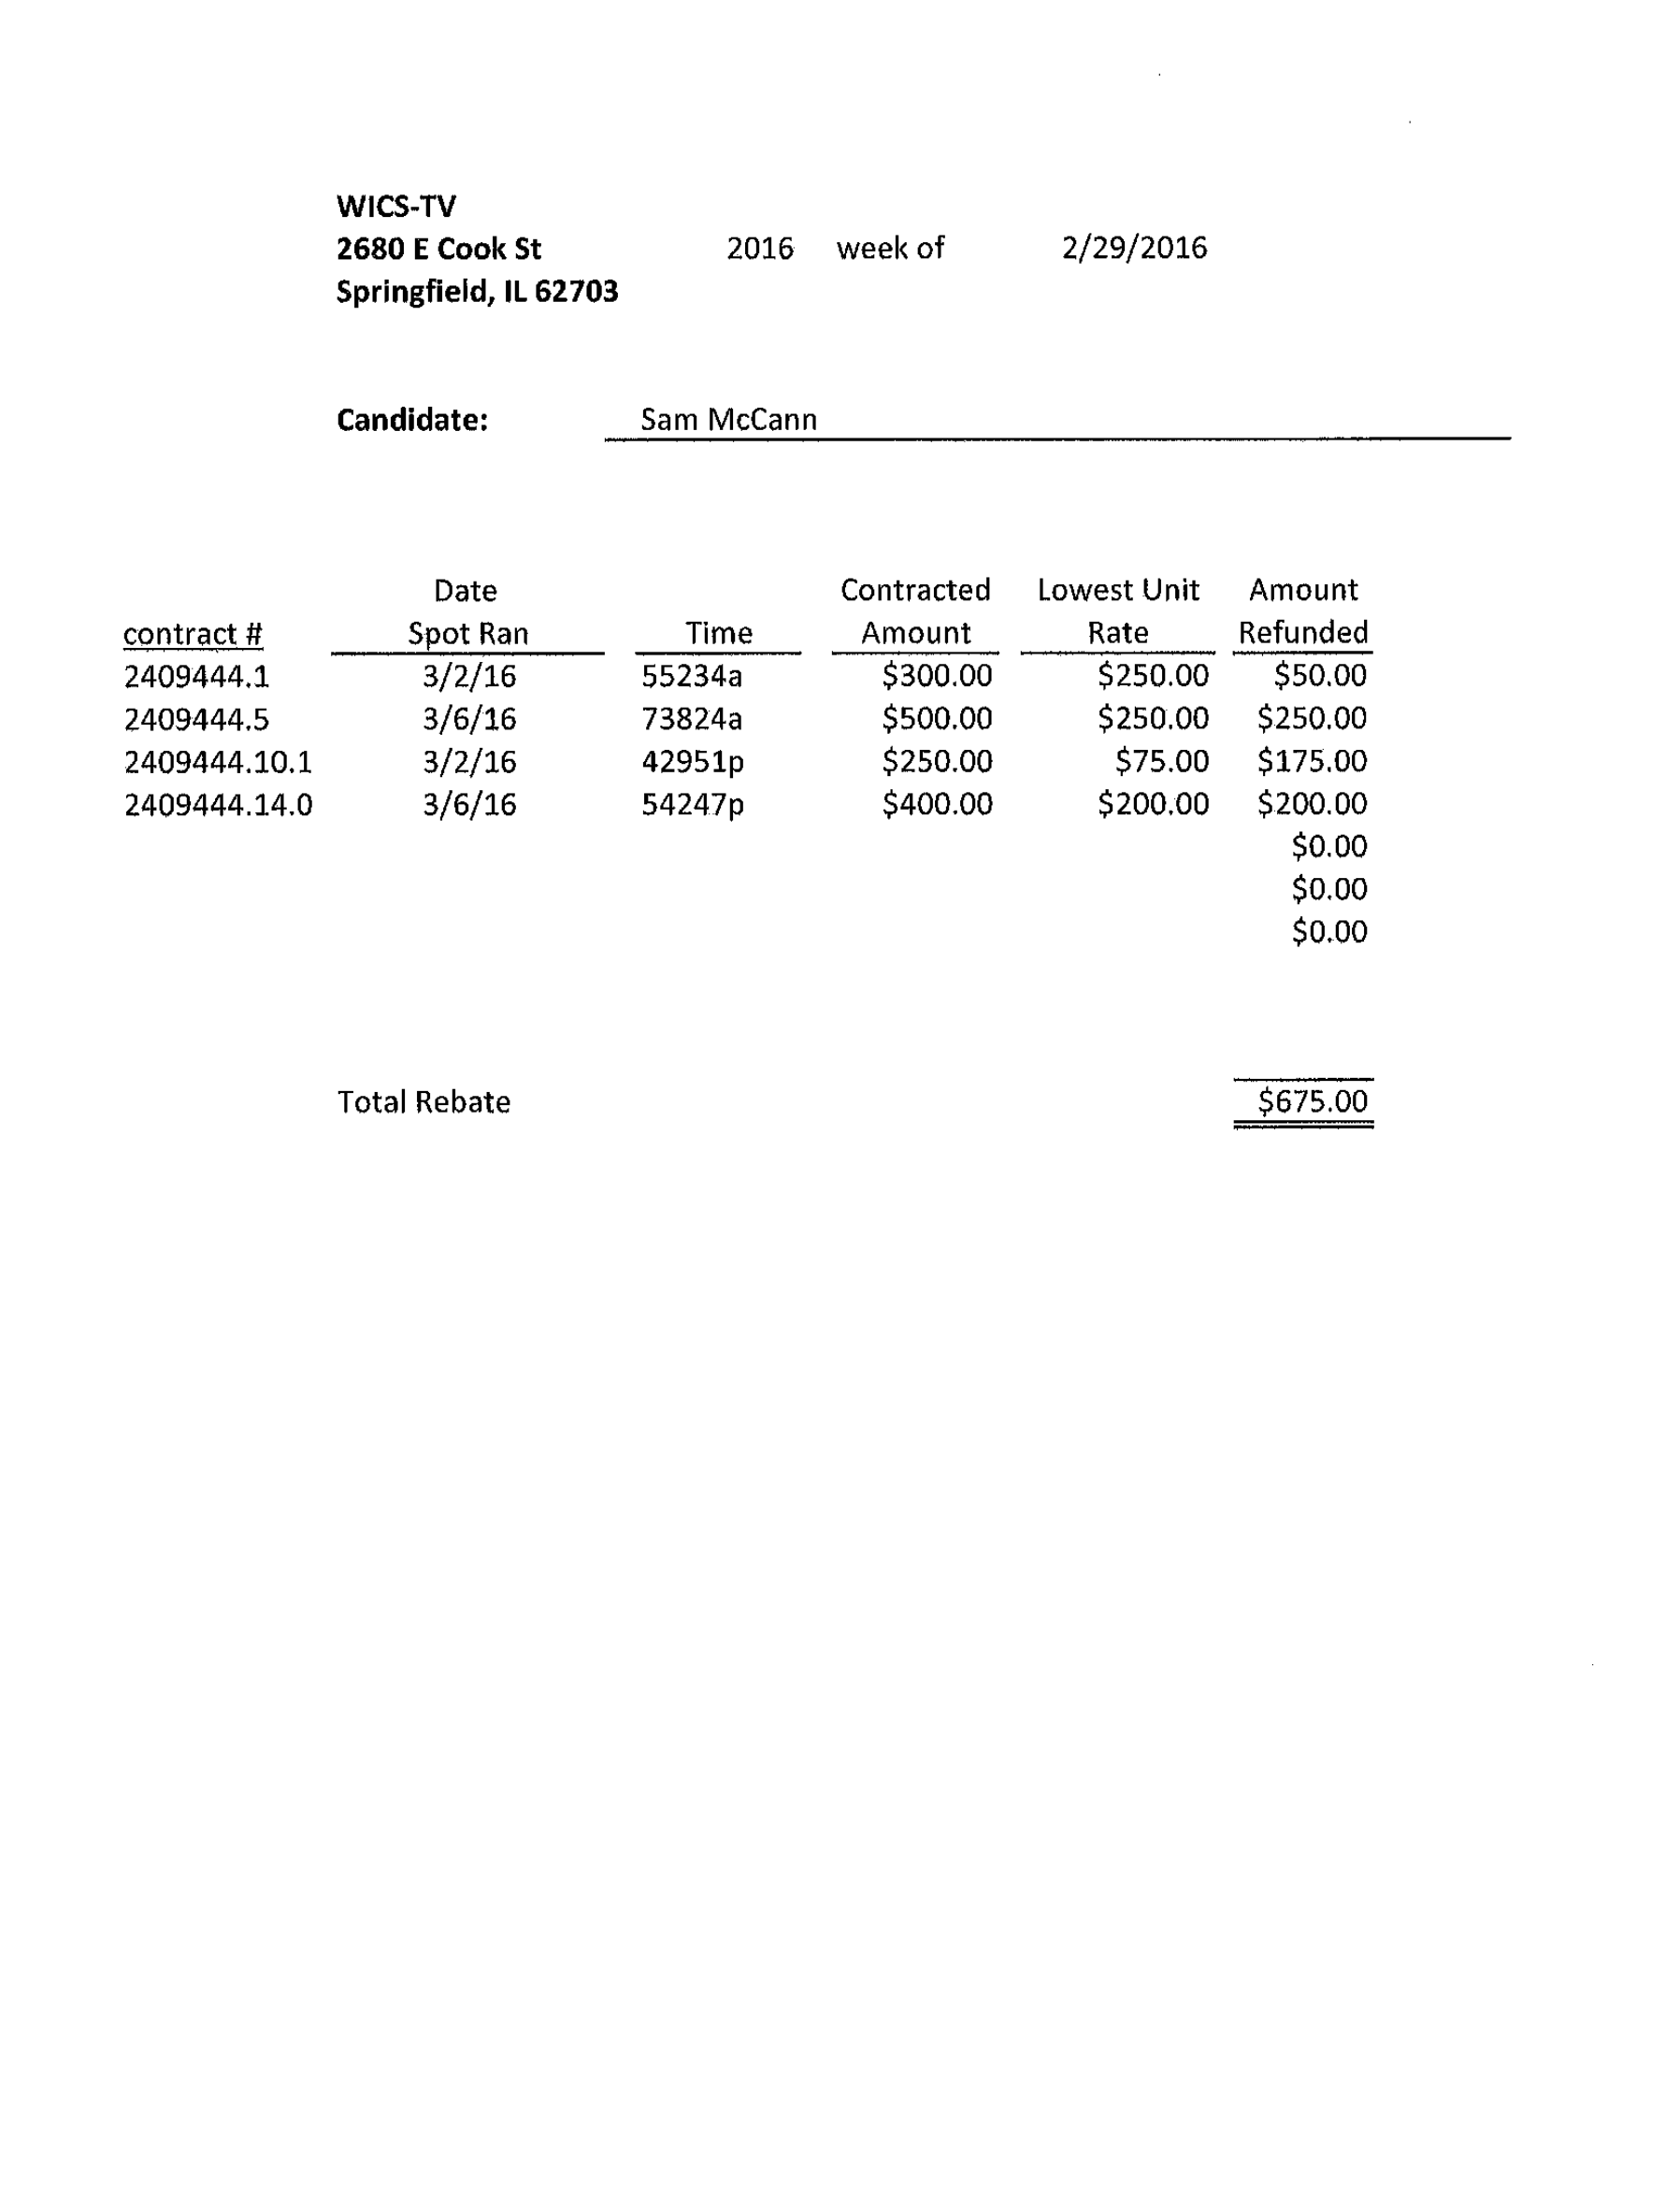 WICS-TV
2680 E Cook St 2016 week of 2/29/2016
Springfield, IL 62703
Candidate: Sam McCann
Date Contracted Lowest Unit Amount
contract # Spot Ran Time Amount Rate Refunded
2409444.1 3/2/16 55234a $300.00 $250.00 $50.00
2409444.5 3/6/16 73824a $500.00 $250.00 $250.00
2409444.10.1 3/2/16 42951p $250.00 $75.00 $175.00
2409444.14.0 3/6/16 54247p $400.00 $200.00 $200.00
$0.00
$0.00
$0.00
Total Rebate $675.00